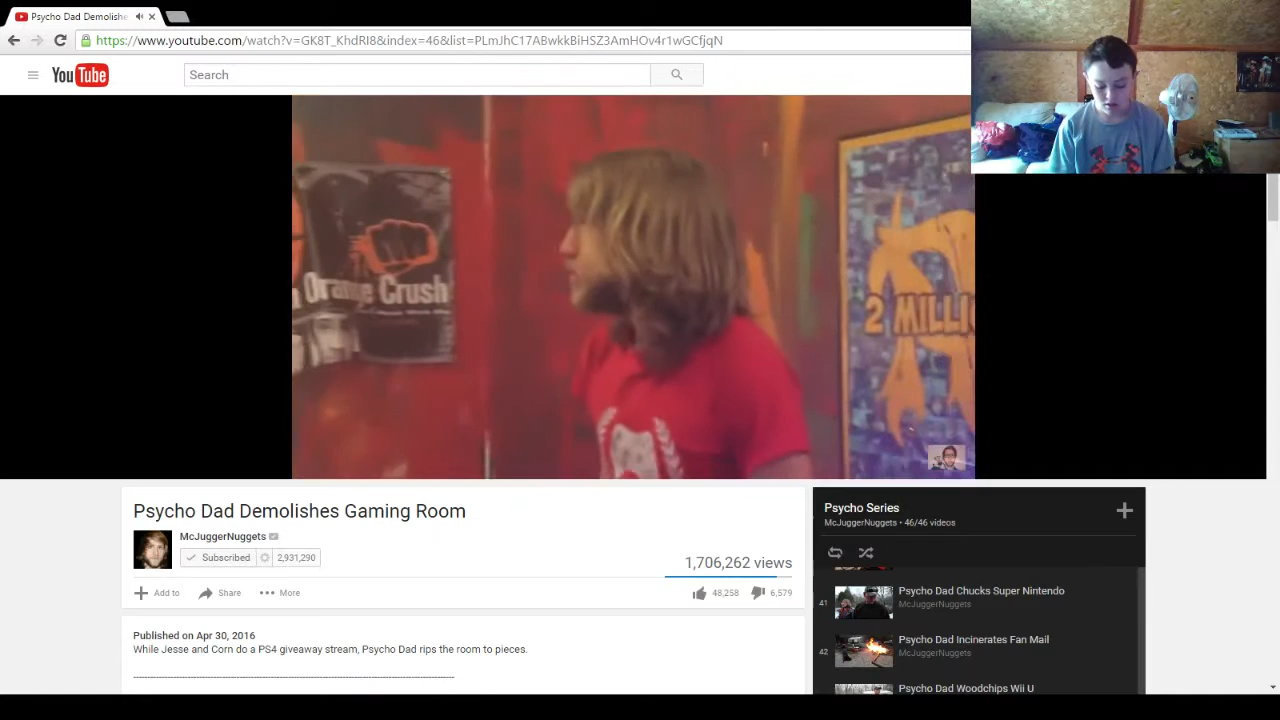 Psycho Dad Demolishe
https://www.youtube.com/watch?v=GK8T_KhdRI8&index=46&list=PLmJhC17ABwkkBiHSZ3AmHOv4r1wGCfjqN
YouTube
Search
Orange Crush
2 MILLI
Psycho Dad Demolishes Gaming Room
McJuggerNuggets
Subscribed 2,931,290
1,706,262 views
Add to Share More
48,258 6,579
Published on Apr 30, 2016
While Jesse and Corn do a PS4 giveaway stream, Psycho Dad rips the room to pieces.
Psycho Series
McJuggerNuggets • 46/46 videos
41 Psycho Dad Chucks Super Nintendo
McJuggerNuggets
42 Psycho Dad Incinerates Fan Mail
McJuggerNuggets
Psycho Dad Woodchips Wii U